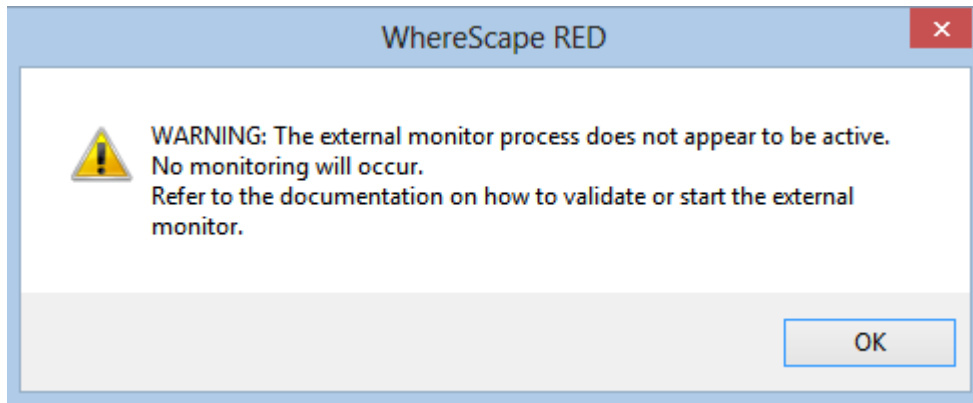 WhereScape RED
WARNING: The external monitor process does not appear to be active.
No monitoring will occur.
Refer to the documentation on how to validate or start the external
monitor.
OK